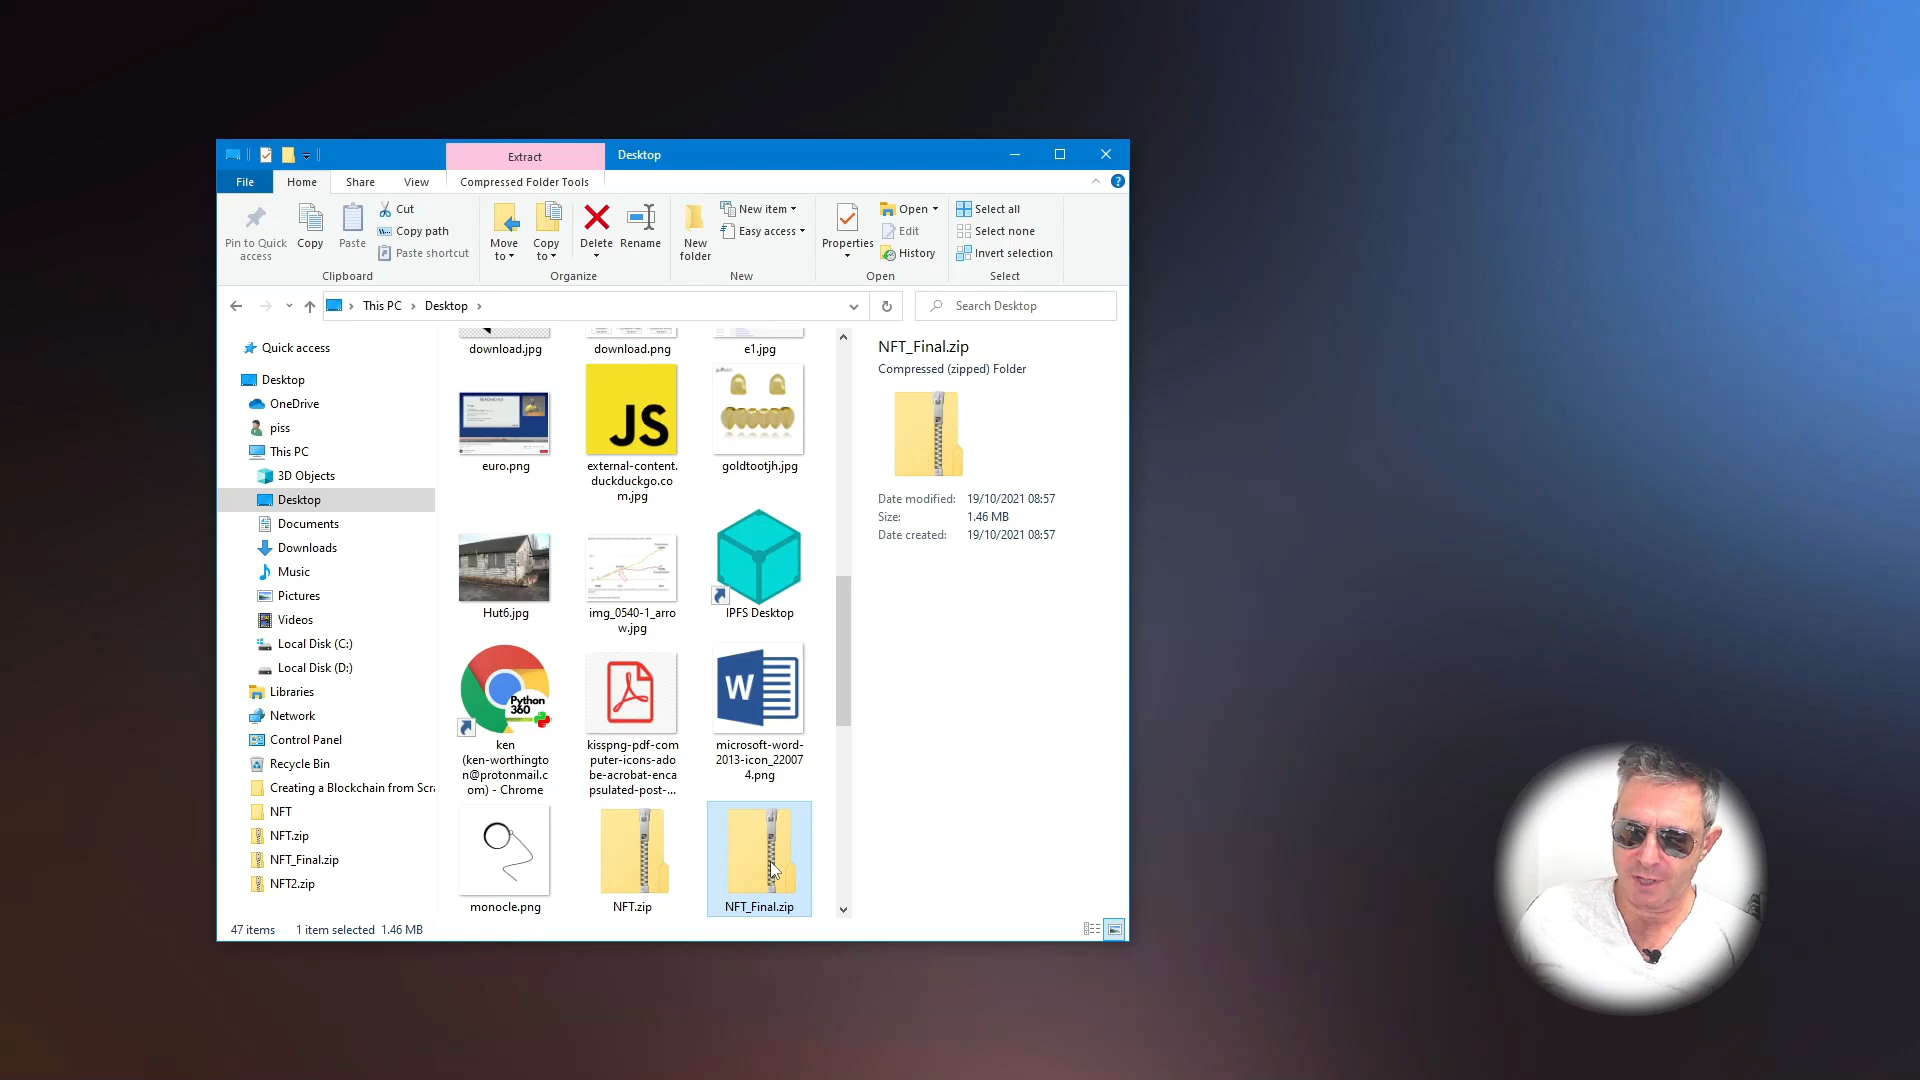 Extract
Desktop
File
Home
Share
View
Compressed Folder Tools
Pin to Quick
access
Copy
Paste
Cut
Copy path
Paste shortcut
Clipboard
Move
to
Copy
to
Delete
Rename
Organize
New
folder
New item
Easy access
New
Properties
Open
Edit
History
Open
Select all
Select none
Invert selection
Select
This PC
Desktop
Search Desktop
Quick access
Desktop
OneDrive
piss
This PC
3D Objects
Desktop
Documents
Downloads
Music
Pictures
Videos
Local Disk (C:)
Local Disk (D:)
Libraries
Network
Control Panel
Recycle Bin
Creating a Blockchain from Scra
NFT
NFT.zip
NFT_Final.zip
NFT2.zip
download.jpg
download.png
e1.jpg
JS
euro.png
external-content.
duckduckgo.co
m.jpg
goldtootjh.jpg
Hut6.jpg
img_0540-1_arro
w.jpg
IPFS Desktop
Python
360
W
ken
(ken-worthingto
n@protonmail.c
om) - Chrome
kisspng-pdf-com
puter-icons-ado
be-acrobat-enca
psulated-post-...
microsoft-word-
2013-icon_22007
4.png
monocle.png
NFT.zip
NFT_Final.zip
NFT_Final.zip
Compressed (zipped) Folder
Date modified: 19/10/2021 08:57
Size: 1.46 MB
Date created: 19/10/2021 08:57
47 items
1 item selected 1.46 MB